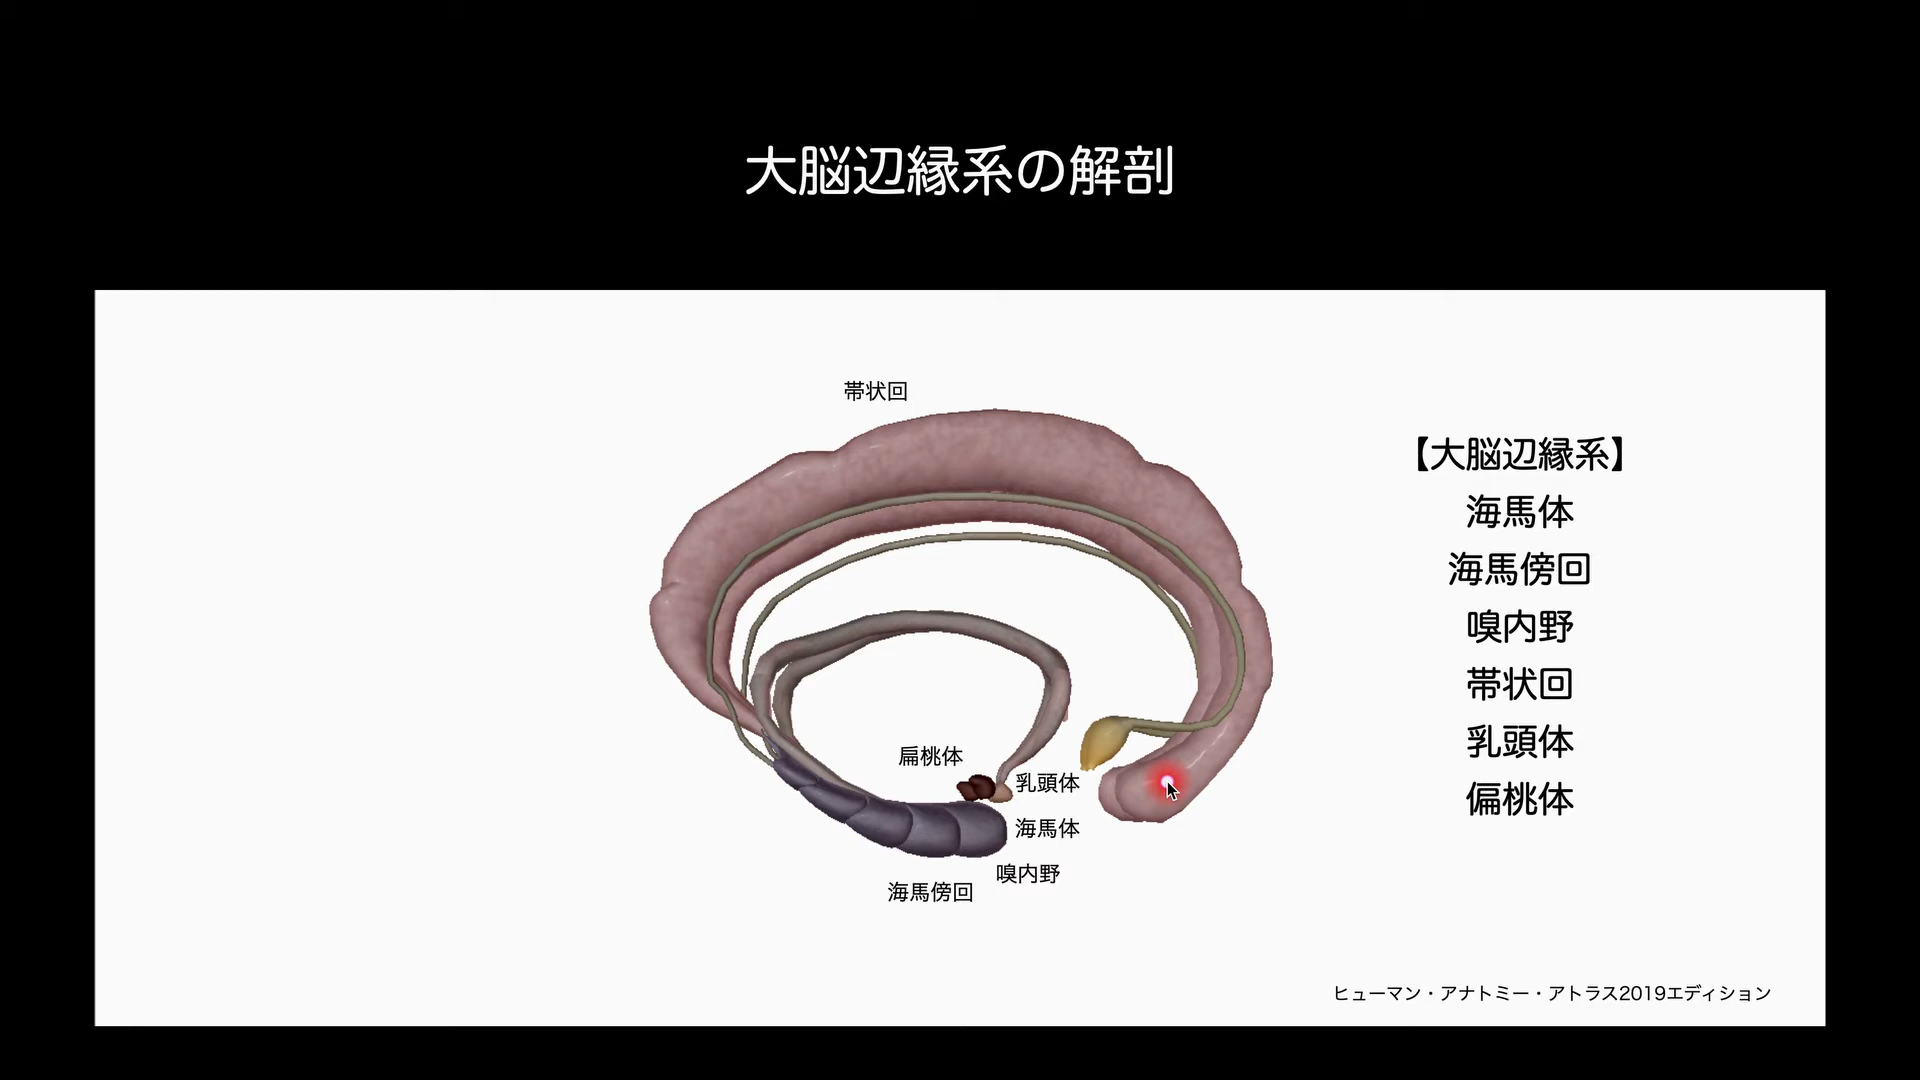 大脳辺縁系の解剖
帯状回
扁桃体
乳頭体
海馬体
嗅内野
海馬傍回
【大脳辺縁系】
海馬体
海馬傍回
嗅内野
帯状回
乳頭体
偏桃体
ヒューマン・アナトミー・アトラス2019エディション